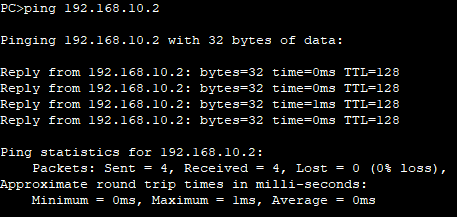 PC>ping 192.168.10.2
Pinging 192.168.10.2 with 32 bytes of data:
Reply from 192.168.10.2: bytes=32 time=0ms TTL=128
Reply from 192.168.10.2: bytes=32 time=0ms TTL=128
Reply from 192.168.10.2: bytes=32 time=1ms TTL=128
Reply from 192.168.10.2: bytes=32 time=0ms TTL=128
Ping statistics for 192.168.10.2:
Packets: Sent = 4, Received = 4, Lost = 0 (0% loss),
Approximate round trip times in milli-seconds:
Minimum = 0ms, Maximum = 1ms, Average = 0ms